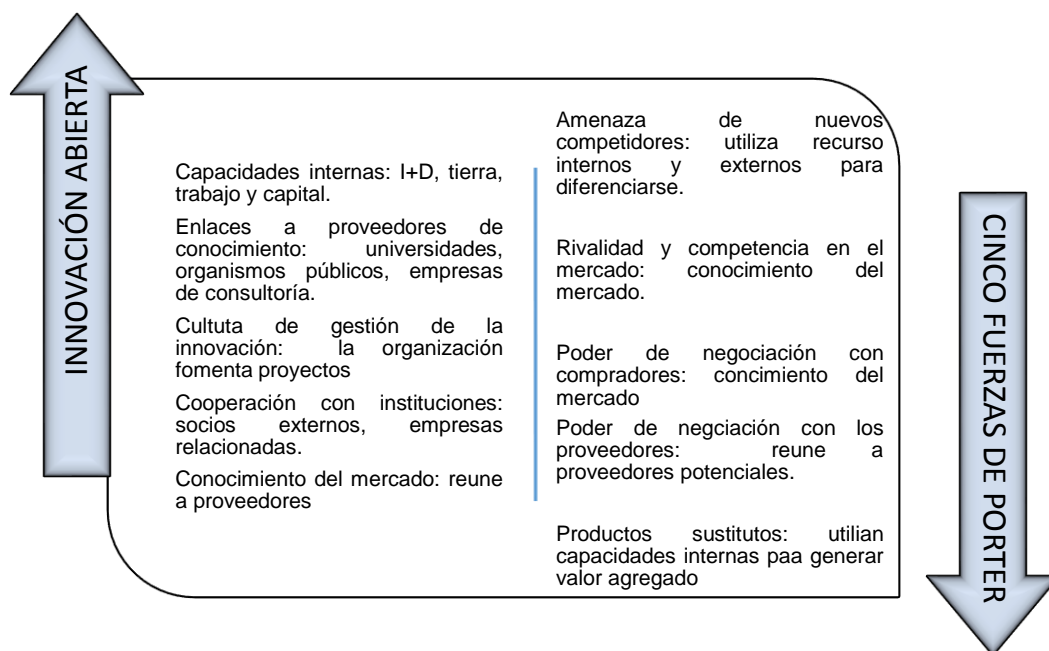 INNOVACIÓN ABIERTA
Capacidades internas: I+D, tierra,
trabajo y capital.
Enlaces a proveedores de
conocimiento: universidades,
organismos públicos, empresas
de consultoría.
Cultuta de gestión de la
innovación: la organización
fomenta proyectos
Cooperación con instituciones:
socios externos, empresas
relacionadas.
Conocimiento del mercado: reune
a proveedores
Amenaza de nuevos
competidores: utiliza recurso
internos y externos para
diferenciarse.
Rivalidad y competencia en el
mercado: conocimiento del
mercado.
Poder de negociación con
compradores: concimiento del
mercado
Poder de negciación con los
proveedores: reune a
proveedores potenciales.
Productos sustitutos: utilian
capacidades internas paa generar
valor agregado
CINCO FUERZAS DE PORTER